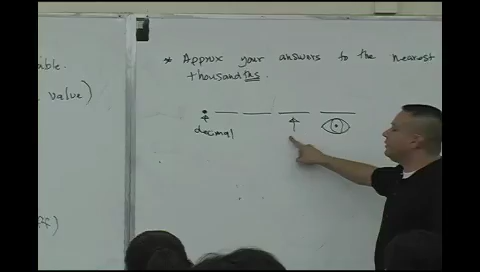 able.
value)
ff)
* Approx your answers to the nearest
thousandths.
decimal